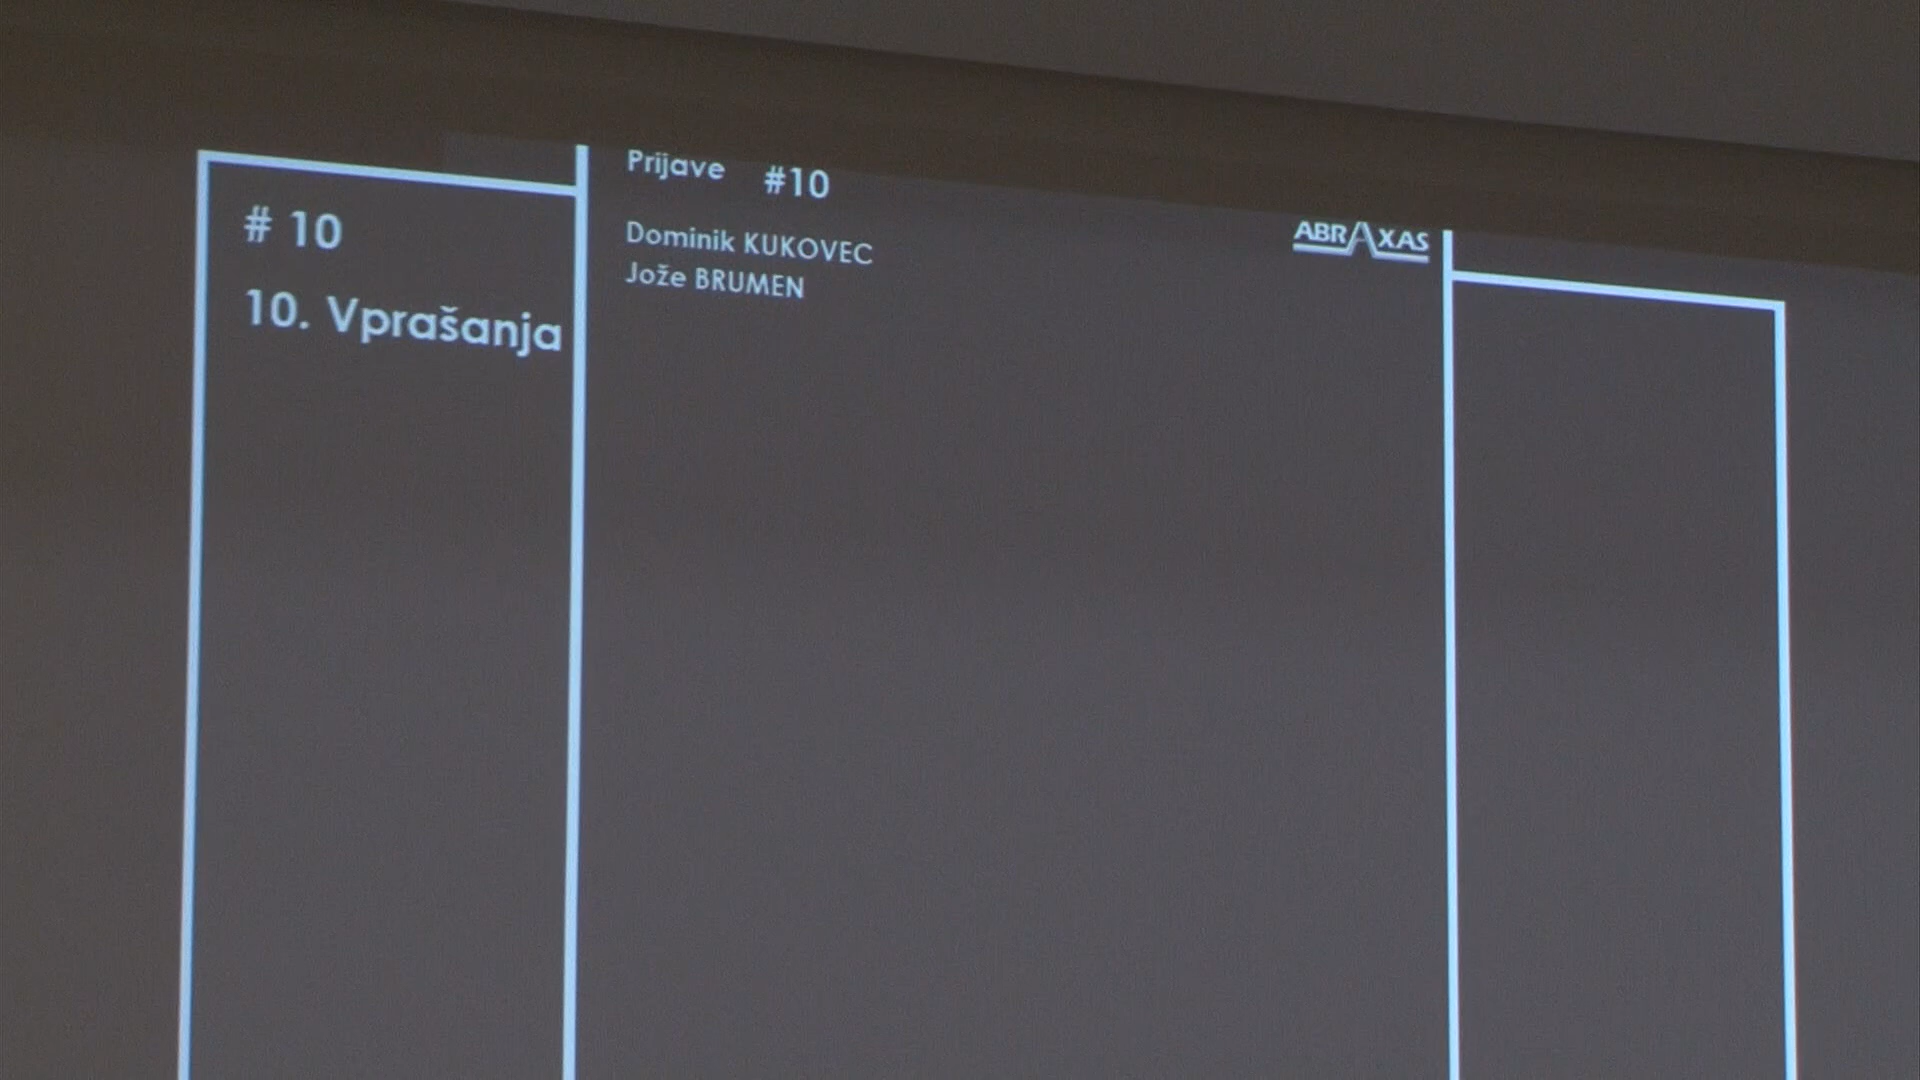 # 10
10. Vprašanja
Prijave #10
Dominik KUKOVEC
Jože BRUMEN
ABRAXAS